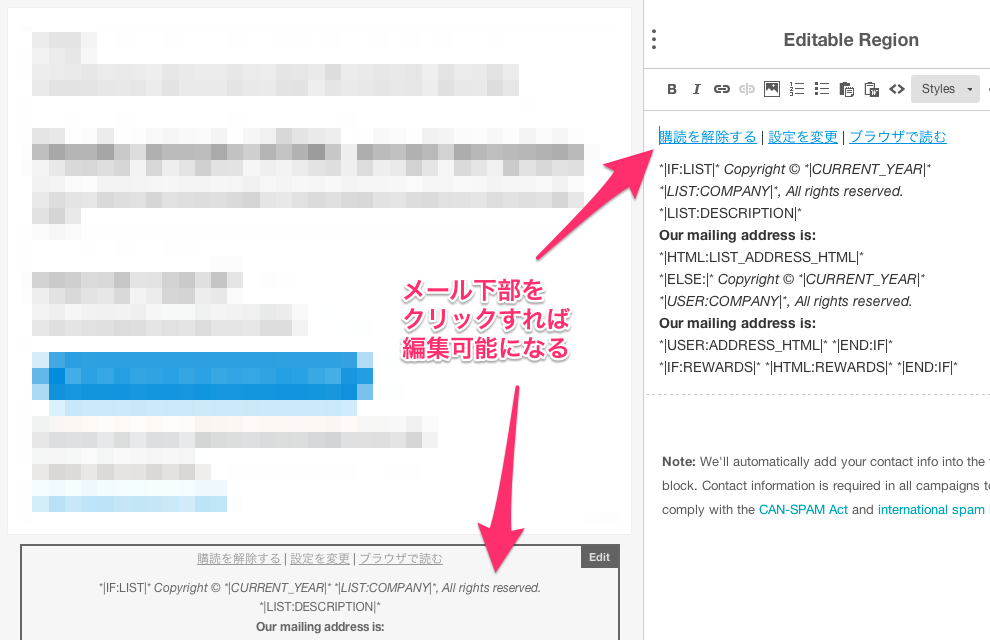 Editable Region
B I Styles
購読を解除する | 設定を変更 | ブラウザで読む
*|IF:LIST|* Copyright © *|CURRENT_YEAR|*
*|LIST:COMPANY|*, All rights reserved.
*|LIST:DESCRIPTION|*
Our mailing address is:
*|HTML:LIST_ADDRESS_HTML|*
*|ELSE:|* Copyright © *|CURRENT_YEAR|*
*|USER:COMPANY|*, All rights reserved.
Our mailing address is:
*|USER:ADDRESS_HTML|* *|END:IF|*
*|IF:REWARDS|* *|HTML:REWARDS|* *|END:IF|*
メール下部を
クリックすれば
編集可能になる
Note: We'll automatically add your contact info into the
block. Contact information is required in all campaigns to
comply with the CAN-SPAM Act and international spam
Edit
購読を解除する | 設定を変更 | ブラウザで読む
*|IF:LIST|* Copyright © *|CURRENT_YEAR|* *|LIST:COMPANY|*, All rights reserved.
*|LIST:DESCRIPTION|*
Our mailing address is: